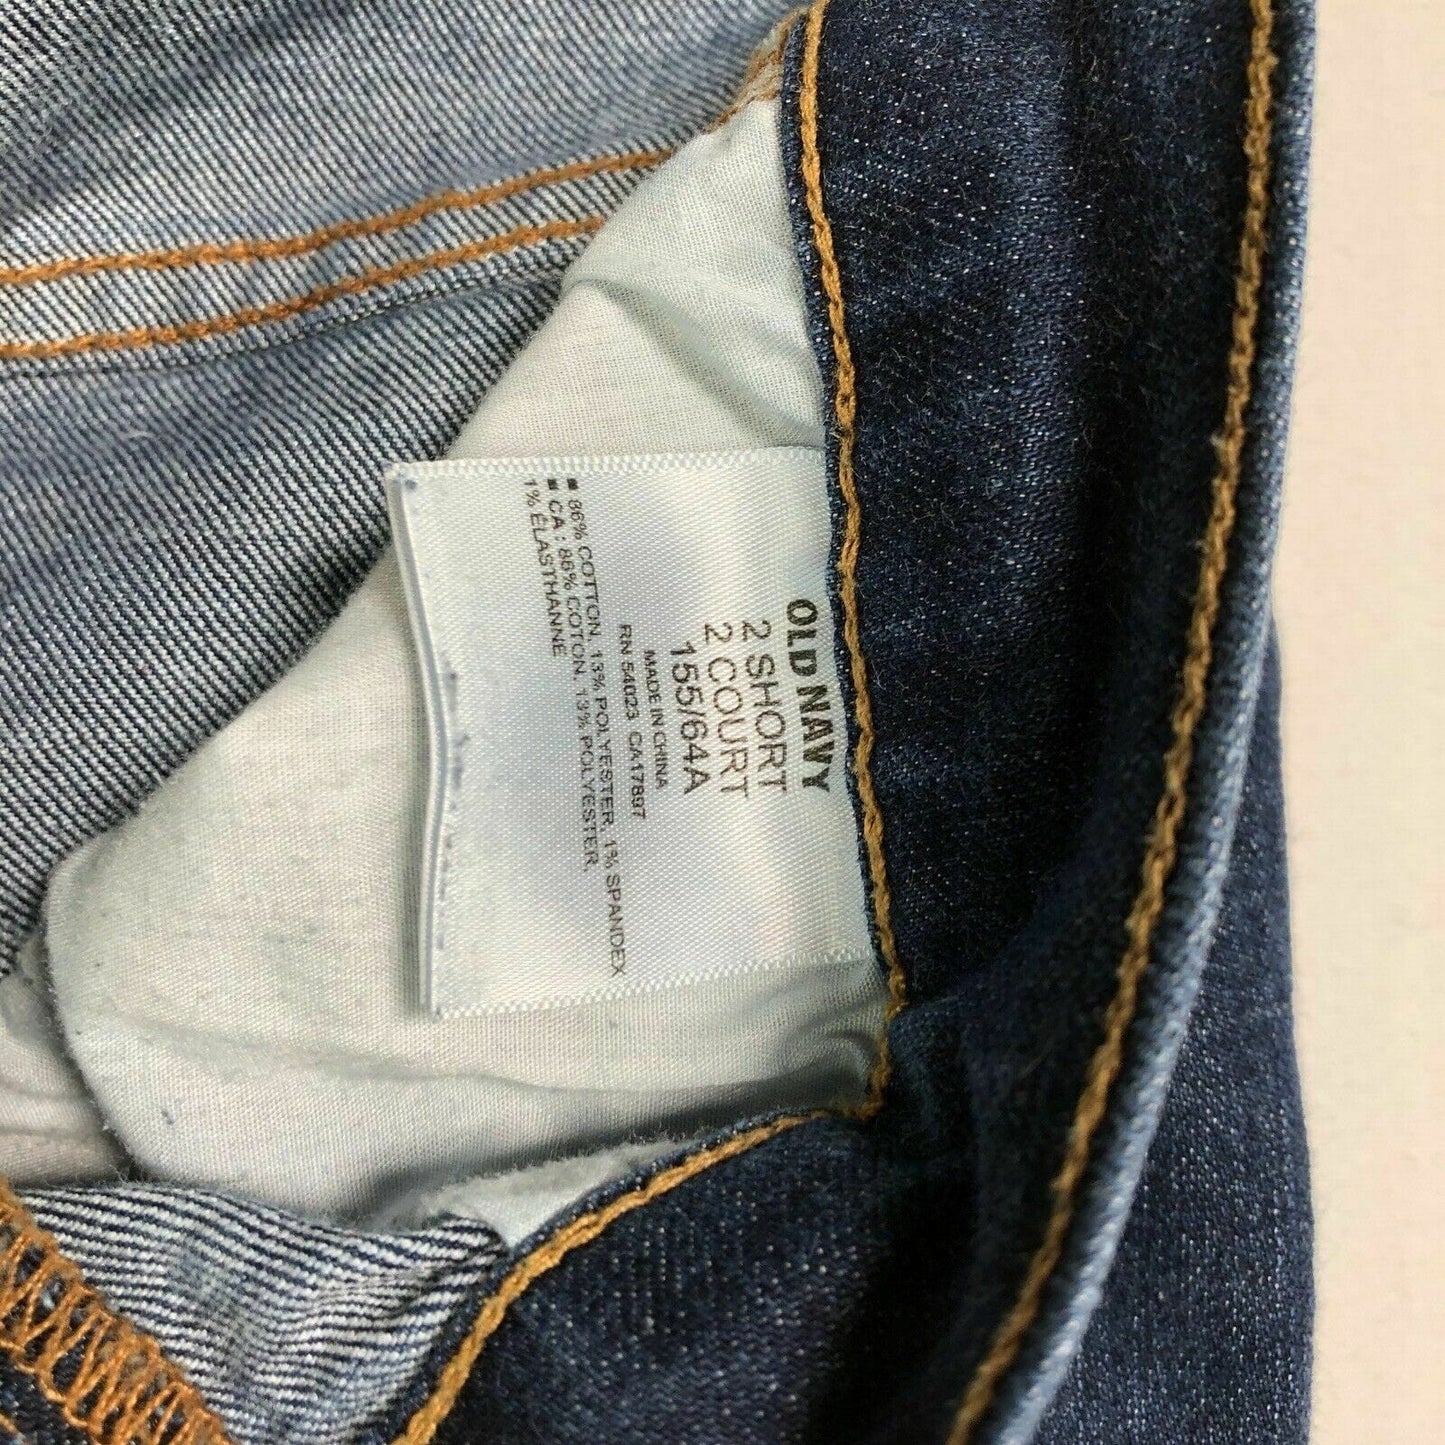 OLD NAVY
2 SHORT
2 COURT
155/64A
MADE IN CHINA
RN 54023 CA17897
■ 86% COTTON, 13% POLYESTER, 1% SPANDEX
■ CA : 86% COTON, 13% POLYESTER,
1% ÉLASTHANNE